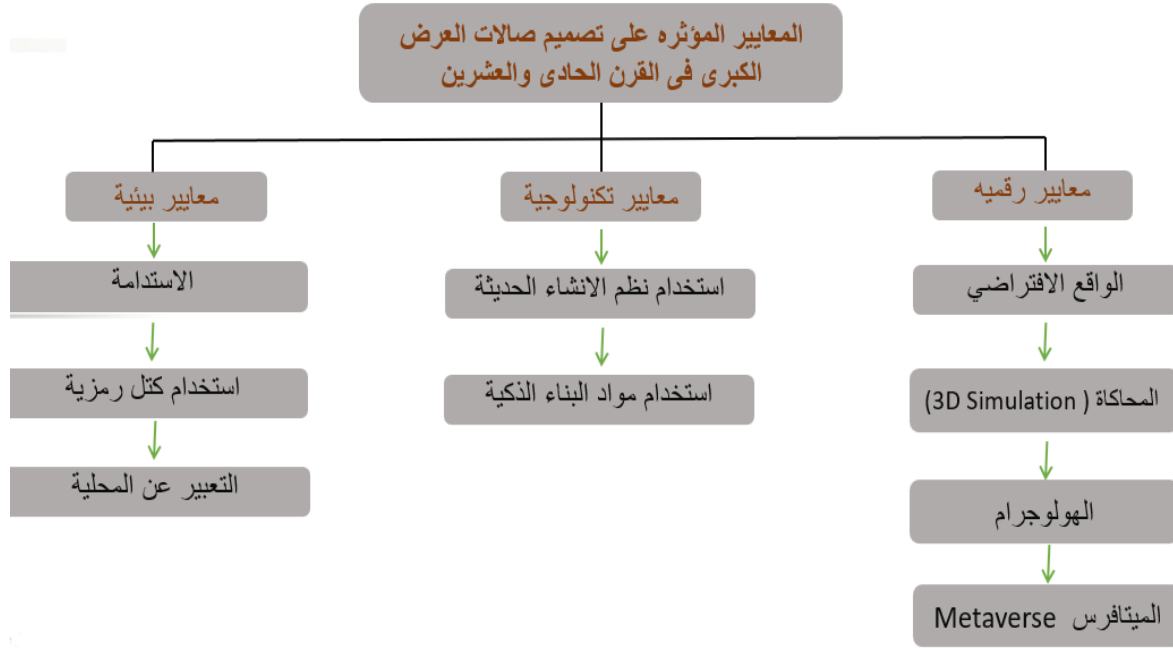 المعايير المؤثره على تصميم صالات العرض
الكبرى فى القرن الحادى والعشرين
معايير رقميه
معايير تكنولوجية
معايير بيئية
الواقع الافتراضي
استخدام نظم الانشاء الحديثة
الاستدامة
المحاكاة ( 3D Simulation)
استخدام مواد البناء الذكية
استخدام كتل رمزية
الهولوجرام
التعبير عن المحلية
الميتافرس Metaverse